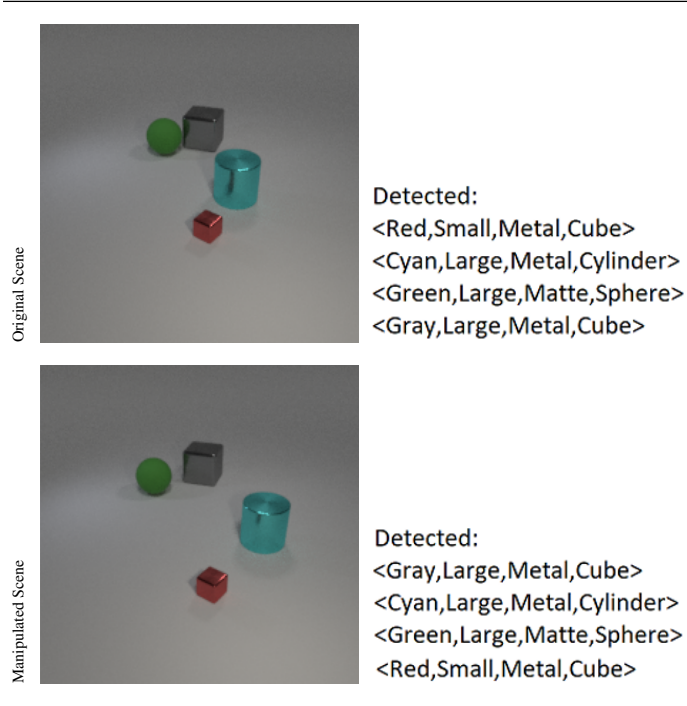 Original Scene
Detected:
<Red,Small,Metal,Cube>
<Cyan,Large,Metal,Cylinder>
<Green,Large,Matte,Sphere>
<Gray,Large,Metal,Cube>
Manipulated Scene
Detected:
<Gray,Large,Metal,Cube>
<Cyan,Large,Metal,Cylinder>
<Green,Large,Matte,Sphere>
<Red,Small,Metal,Cube>